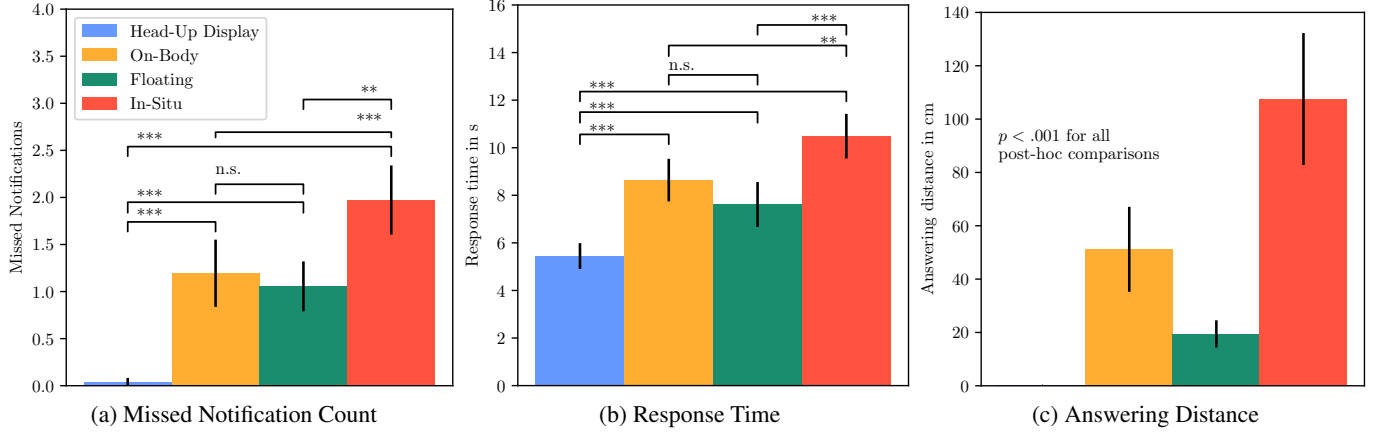 4.0
3.5
3.0
2.5
2.0
1.5
1.0
0.5
0.0
Missed Notifications
Head-Up Display
On-Body
Floating
In-Situ
**
***
***
n.s.
***
***
(a) Missed Notification Count
16
14
12
10
8
6
4
2
0
Response time in s
***
**
n.s.
***
***
***
(b) Response Time
140
120
100
80
60
40
20
0
Answering distance in cm
p < .001 for all
post-hoc comparisons
(c) Answering Distance